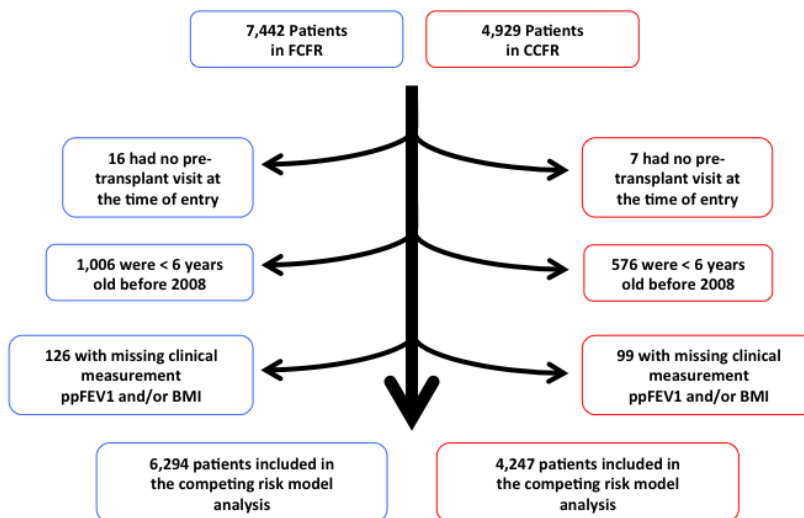 7,442 Patients
in FCFR
4,929 Patients
in CCFR
16 had no pre-
transplant visit at
the time of entry
7 had no pre-
transplant visit at
the time of entry
1,006 were < 6 years
old before 2008
576 were < 6 years
old before 2008
126 with missing clinical
measurement
ppFEV1 and/or BMI
99 with missing clinical
measurement
ppFEV1 and/or BMI
6,294 patients included in
the competing risk model
analysis
4,247 patients included in
the competing risk model
analysis